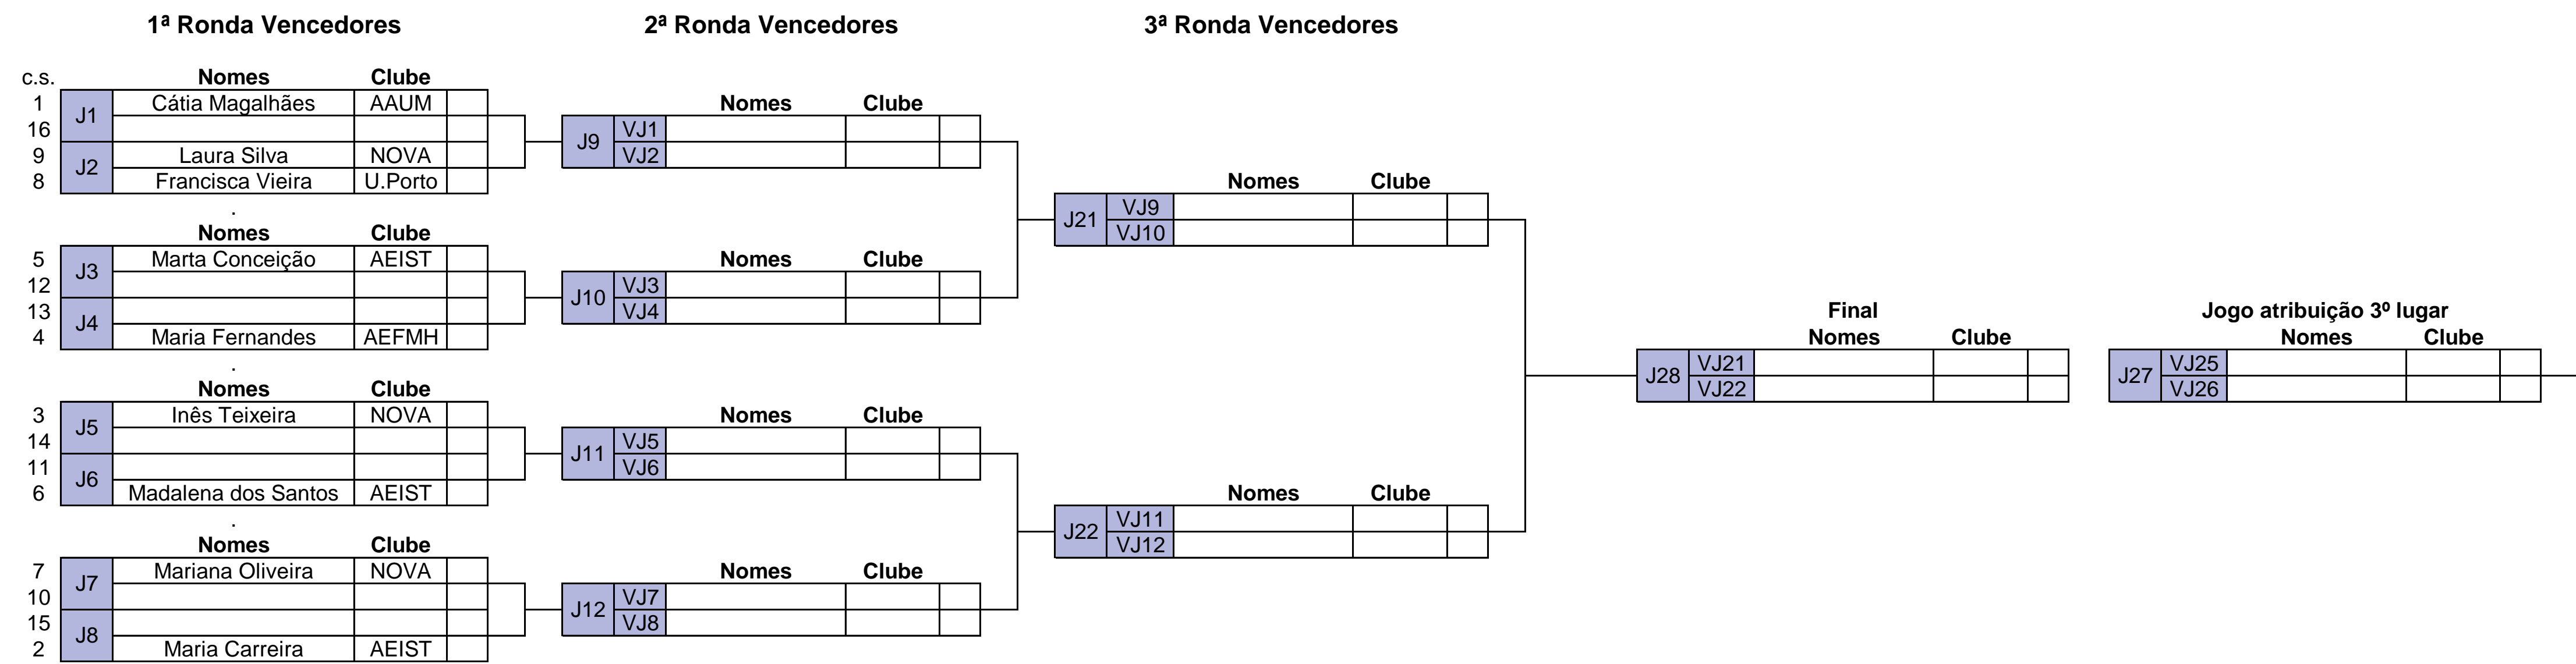 1ª Ronda Vencedores 2ª Ronda Vencedores 3ª Ronda Vencedores
c.s. Nomes Clube
1 J1 Cátia Magalhães AAUM Nomes Clube
16 J9 VJ1
9 J2 Laura Silva NOVA VJ2
8 Francisca Vieira U.Porto Nomes Clube
. J21 VJ9
Nomes Clube VJ10
5 J3 Marta Conceição AEIST Nomes Clube
12 J10 VJ3
13 J4 VJ4 Final Jogo atribuição 3º lugar
4 Maria Fernandes AEFMH Nomes Clube Nomes Clube
. J28 VJ21 J27 VJ25
Nomes Clube VJ22 VJ26
3 J5 Inês Teixeira NOVA Nomes Clube
14 J11 VJ5
11 J6 VJ6
6 Madalena dos Santos AEIST Nomes Clube
. J22 VJ11
Nomes Clube VJ12
7 J7 Mariana Oliveira NOVA Nomes Clube
10 J12 VJ7
15 J8 VJ8
2 Maria Carreira AEIST